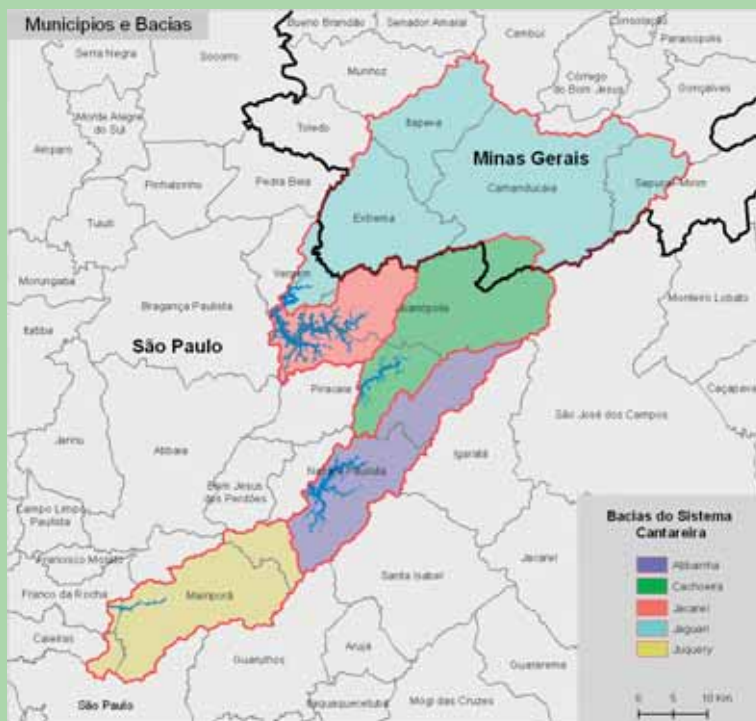 Municipios e Bacias
Bueno Brandão
Senador Amaral
Consolação
Serra Negra
Socorro
Cambuí
Paraisópolis
Munhoz
Córrego
do Bom Jesus
Gonçalves
Monte Alegre
do Sul
Toledo
Itapeva
Amparo
Minas Gerais
Pedra Bela
Pinhalzinho
Camanducaia
Sapucaí-Mirim
Tuiuti
Extrema
Vargem
Morungaba
Monteiro Lobato
Bragança Paulista
Joanópolis
Itatiba
São Paulo
Piracaia
Caçapava
São José dos Campos
Jarinu
Atibaia
Igaratá
Nazaré Paulista
Bom Jesus
dos Perdões
Campo Limpo
Paulista
Bacias do Sistema
Cantareira
Francisco Morato
Jacareí
Atibainha
Santa Isabel
Cachoeira
Franco da Rocha
Mairiporã
Jacareí
Jaguari
Caieiras
Juquery
Arujá
Guarulhos
Guararema
São Paulo
Itaquaquecetuba
Mogi das Cruzes
0 5 10 Km